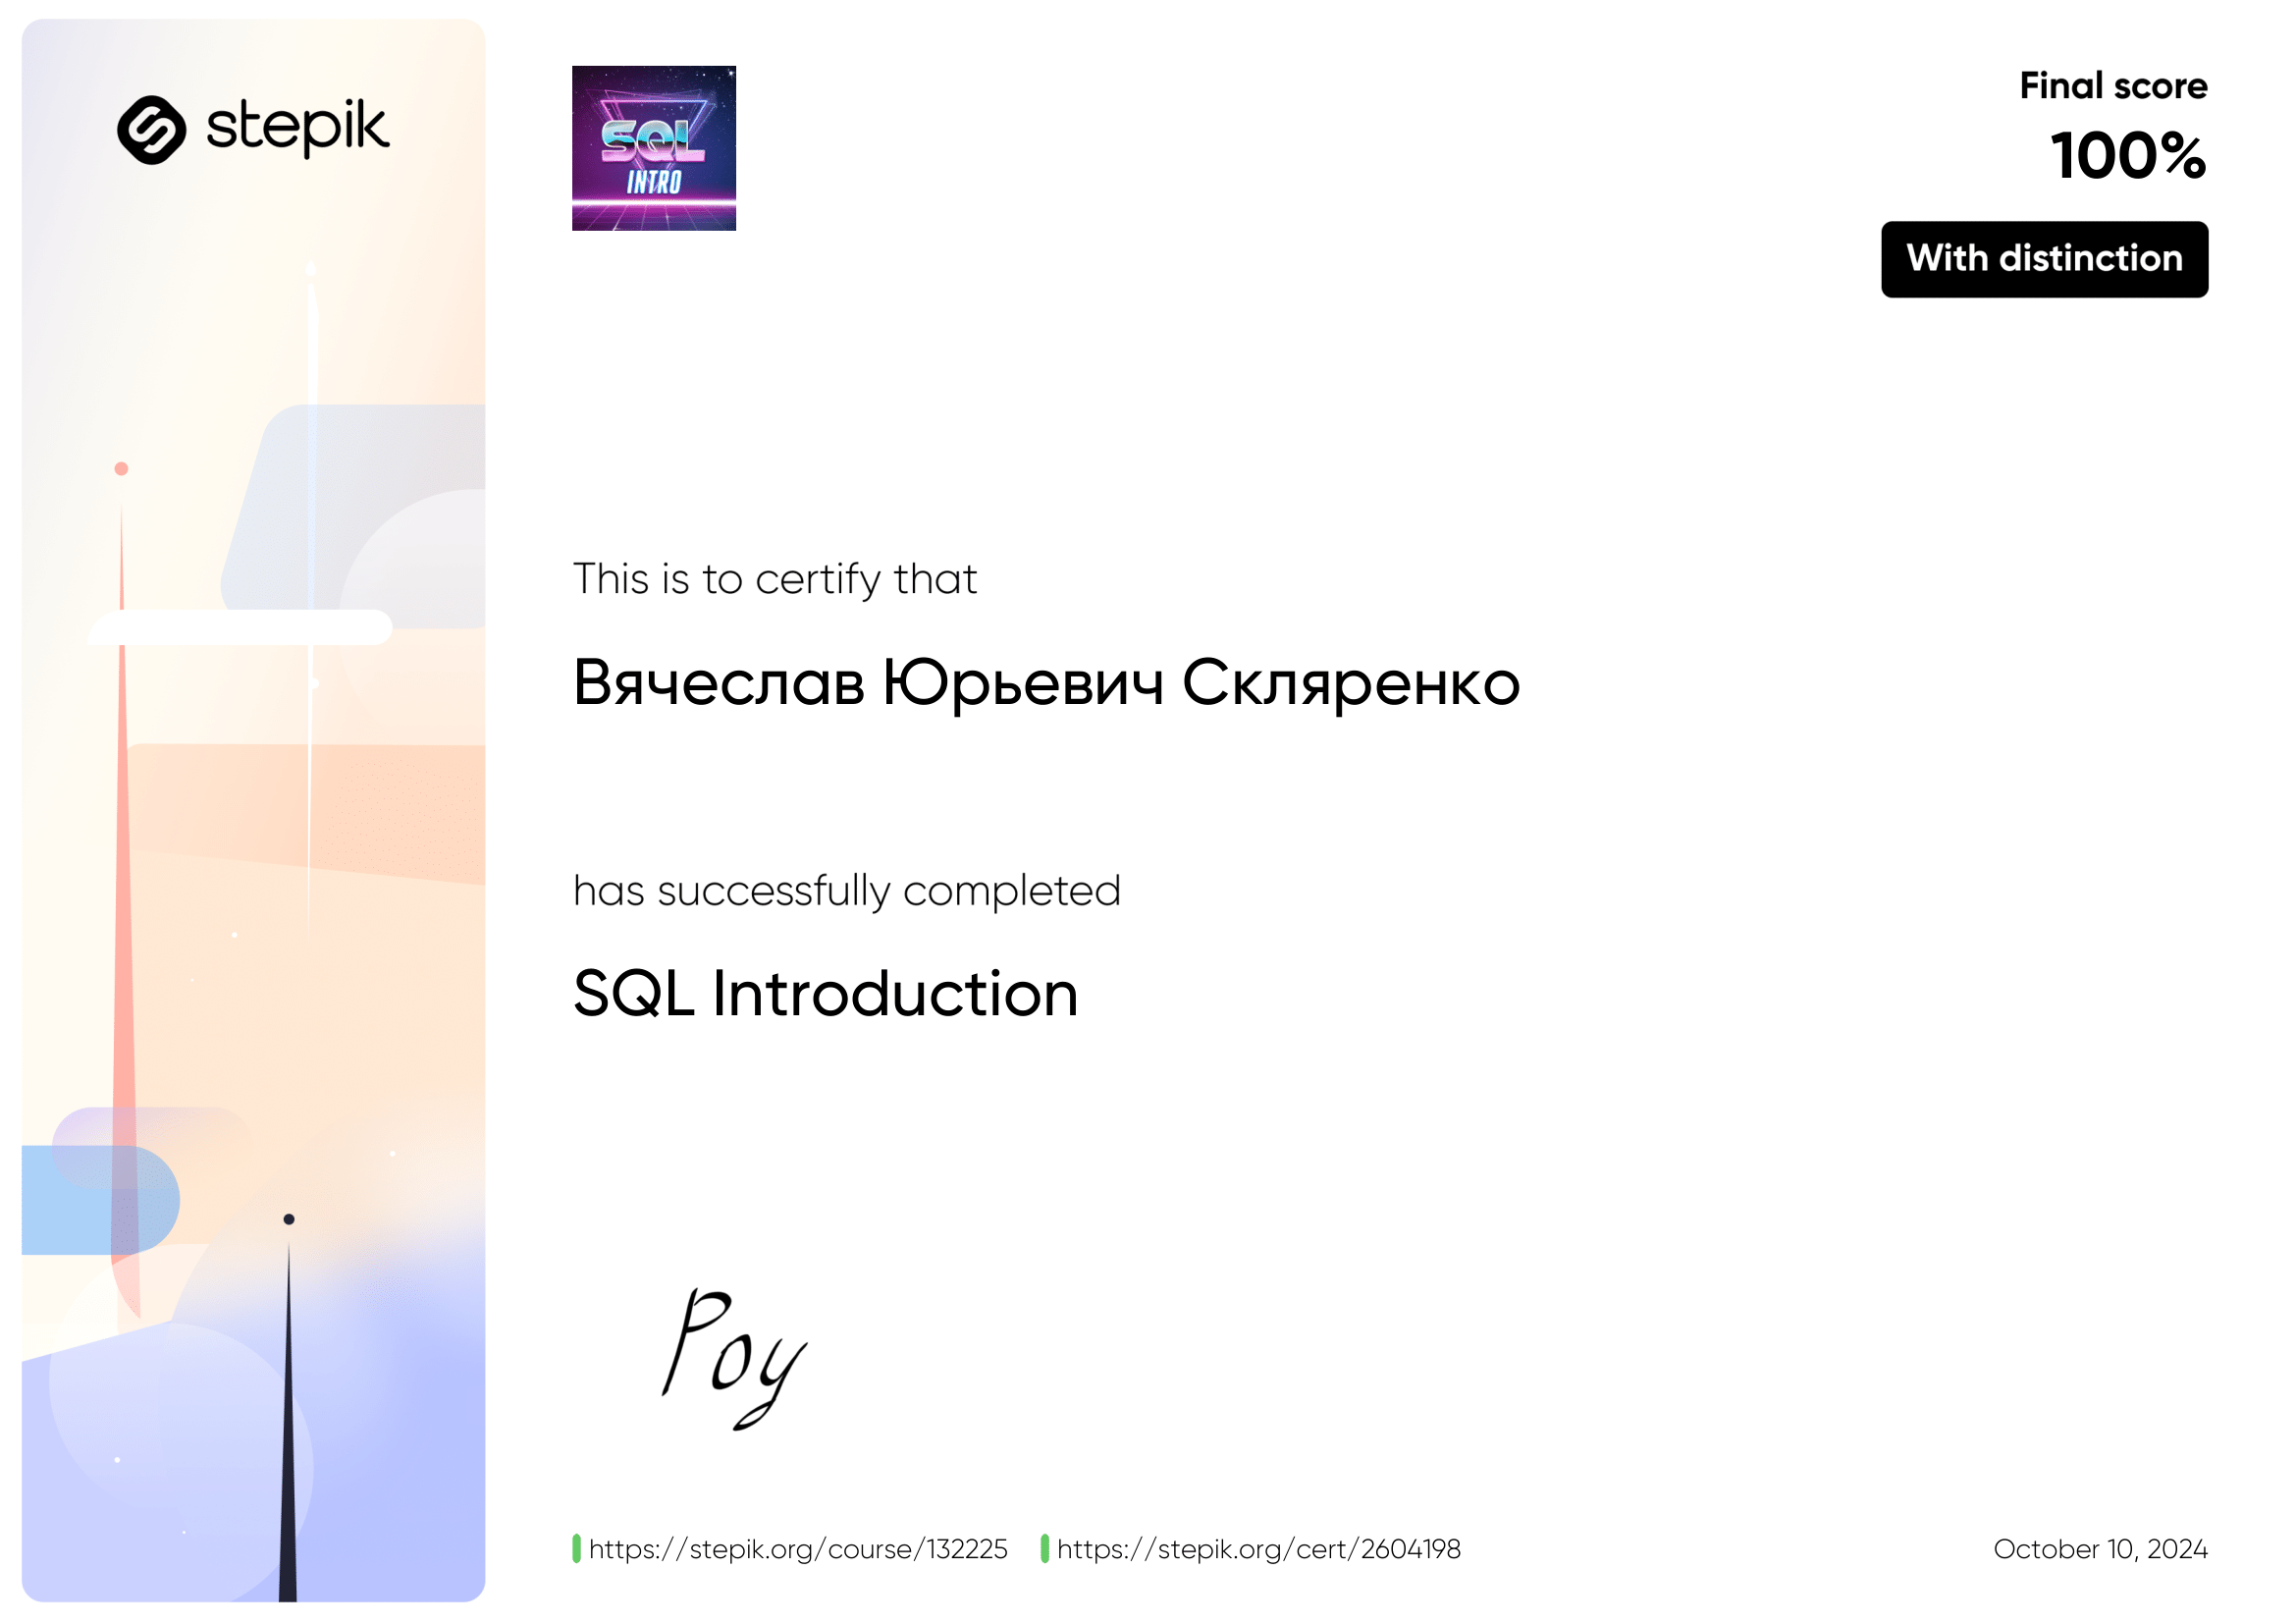 stepik
SQL
INTRO
Final score
100%
With distinction
This is to certify that
Вячеслав Юрьевич Скляренко
has successfully completed
SQL Introduction
Роу
https://stepik.org/course/132225
https://stepik.org/cert/2604198
October 10, 2024